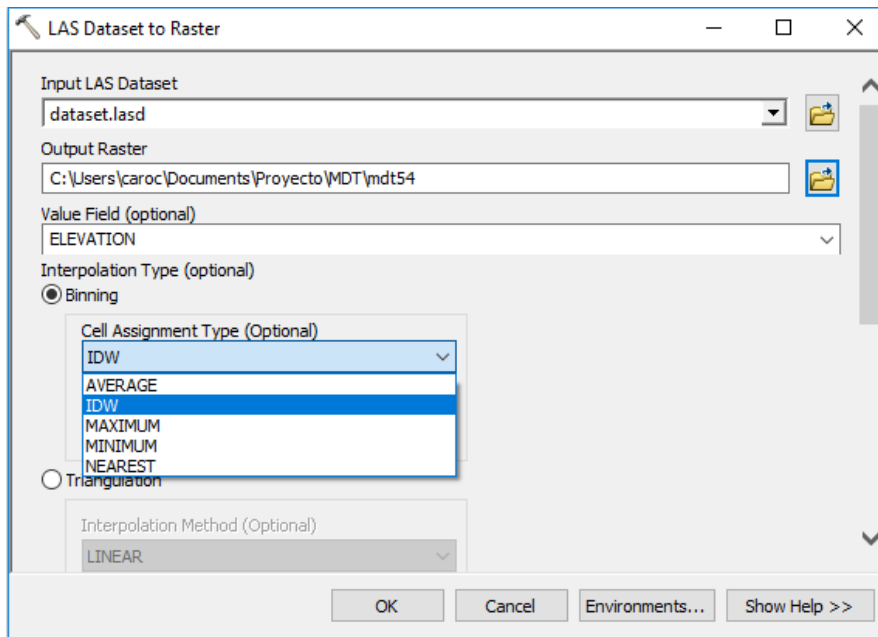 LAS Dataset to Raster
Input LAS Dataset
dataset.lasd
Output Raster
C:\Users\caroc\Documents\Proyecto\MDT\mdt54
Value Field (optional)
ELEVATION
Interpolation Type (optional)
Binning
Cell Assignment Type (Optional)
IDW
AVERAGE
IDW
MAXIMUM
MINIMUM
NEAREST
Triangulation
Interpolation Method (Optional)
LINEAR
OK Cancel Environments... Show Help >>